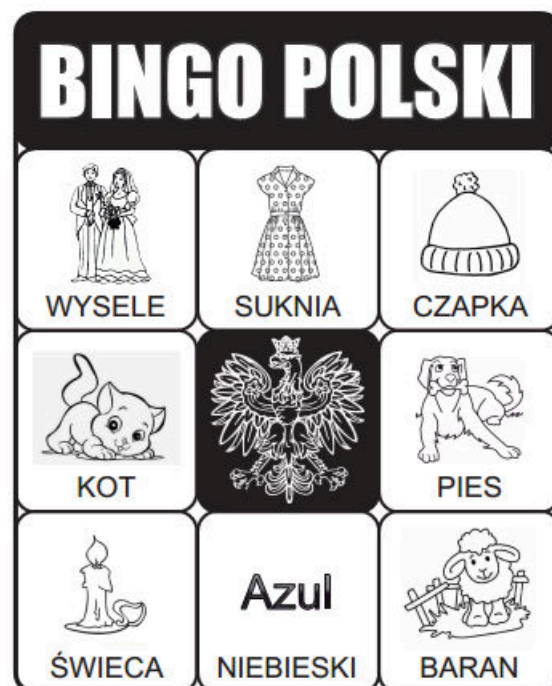 BINGO POLSKI
WYSELE
SUKNIA
CZAPKA
KOT
PIES
Azul
ŚWIECA
NIEBIESKI
BARAN